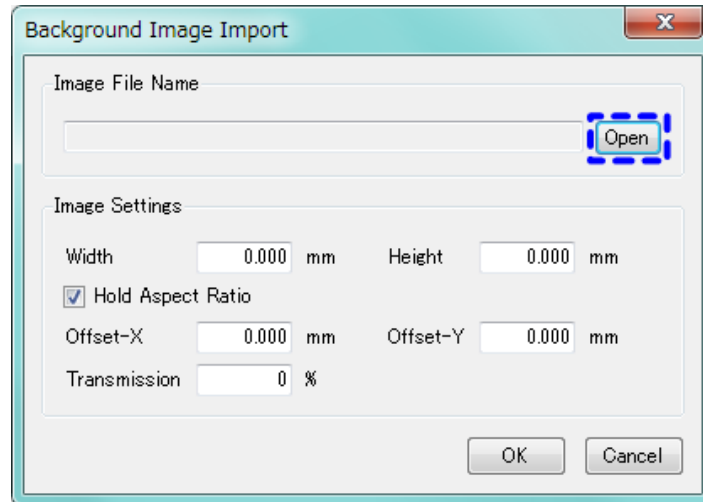 Background Image Import
Image File Name
Open
Image Settings
Width 0.000 mm Height 0.000 mm
Hold Aspect Ratio
Offset-X 0.000 mm Offset-Y 0.000 mm
Transmission 0 %
OK Cancel